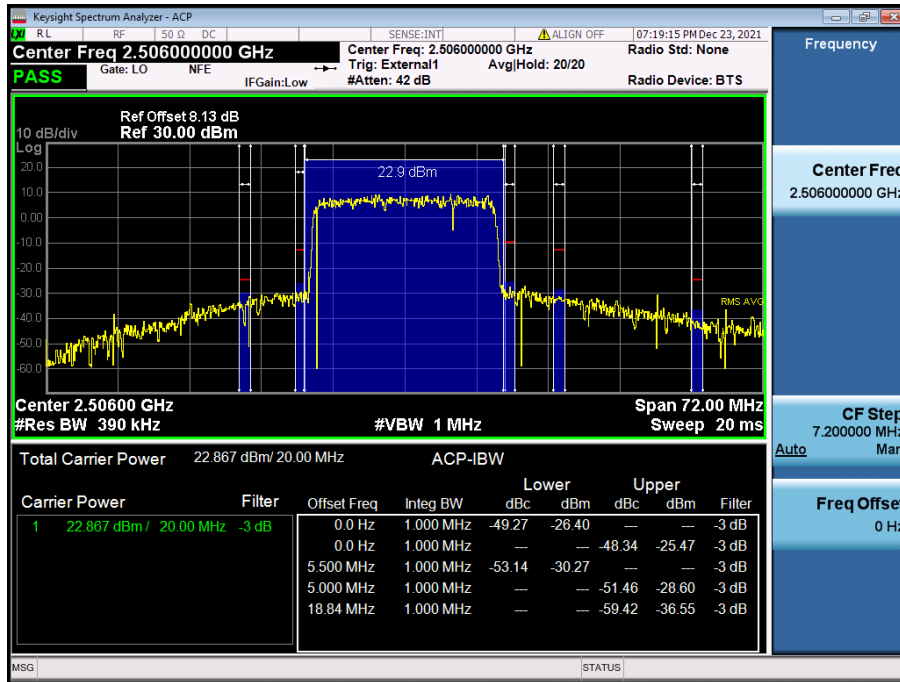 Keysight Spectrum Analyzer - ACP
LXI RL RF 50 Ω DC SENSE:INT ALIGN OFF 07:19:15 PM Dec 23, 2021
Center Freq 2.506000000 GHz
Center Freq: 2.506000000 GHz Radio Std: None
Gate: LO NFE Trig: External1 Avg|Hold: 20/20
PASS IFGain:Low #Atten: 42 dB Radio Device: BTS
Ref Offset 8.13 dB
10 dB/div Ref 30.00 dBm
Log
22.9 dBm
20.0
10.0
0.00
-10.0
-20.0
-30.0
RMS AVG
-40.0
-50.0
-60.0
Center 2.50600 GHz Span 72.00 MHz
#Res BW 390 kHz #VBW 1 MHz Sweep 20 ms
Total Carrier Power 22.867 dBm/ 20.00 MHz ACP-IBW
Lower Upper
Carrier Power Filter Offset Freq Integ BW dBc dBm dBc dBm Filter
1 22.867 dBm / 20.00 MHz -3 dB 0.0 Hz 1.000 MHz -49.27 -26.40 --- --- -3 dB
0.0 Hz 1.000 MHz --- --- -48.34 -25.47 -3 dB
5.500 MHz 1.000 MHz -53.14 -30.27 --- --- -3 dB
5.000 MHz 1.000 MHz --- --- -51.46 -28.60 -3 dB
18.84 MHz 1.000 MHz --- --- -59.42 -36.55 -3 dB
MSG STATUS
Frequency
Center Freq
2.506000000 GHz
CF Step
7.200000 MHz
Auto Man
Freq Offset
0 Hz